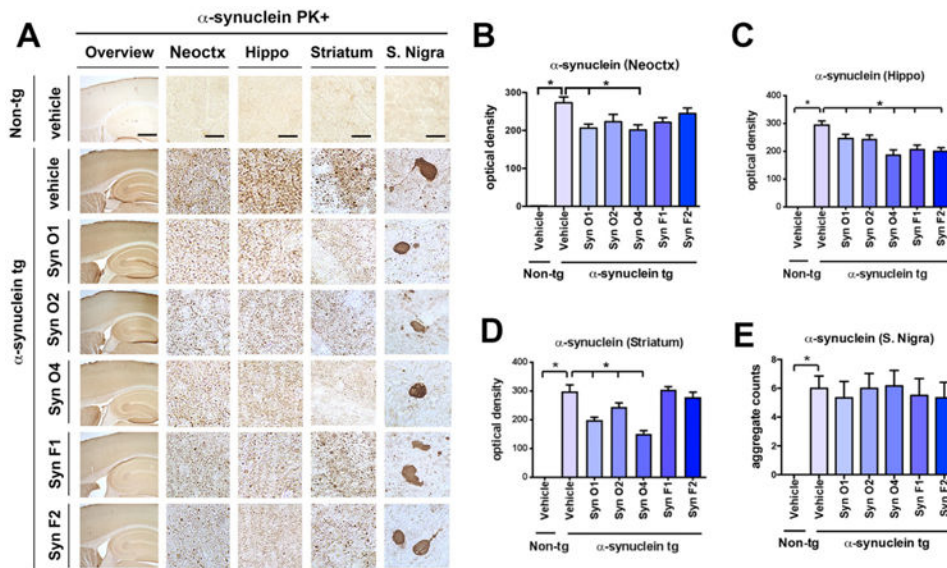 α-synuclein PK+
A
Overview Neoctx Hippo Striatum S. Nigra
Non-tg
vehicle
α-synuclein tg
vehicle
Syn O1
Syn O2
Syn O4
Syn F1
Syn F2
B
α-synuclein (Neoctx)
optical density
300
200
100
0
* *
Vehicle Vehicle Syn O1 Syn O2 Syn O4 Syn F1 Syn F2
Non-tg α-synuclein tg
C
α-synuclein (Hippo)
optical density
400
300
200
100
0
* *
Vehicle Vehicle Syn O1 Syn O2 Syn O4 Syn F1 Syn F2
Non-tg α-synuclein tg
D
α-synuclein (Striatum)
optical density
400
300
200
100
0
* *
Vehicle Vehicle Syn O1 Syn O2 Syn O4 Syn F1 Syn F2
Non-tg α-synuclein tg
E
α-synuclein (S. Nigra)
aggregate counts
8
6
4
2
0
*
Vehicle Vehicle Syn O1 Syn O2 Syn O4 Syn F1 Syn F2
Non-tg α-synuclein tg